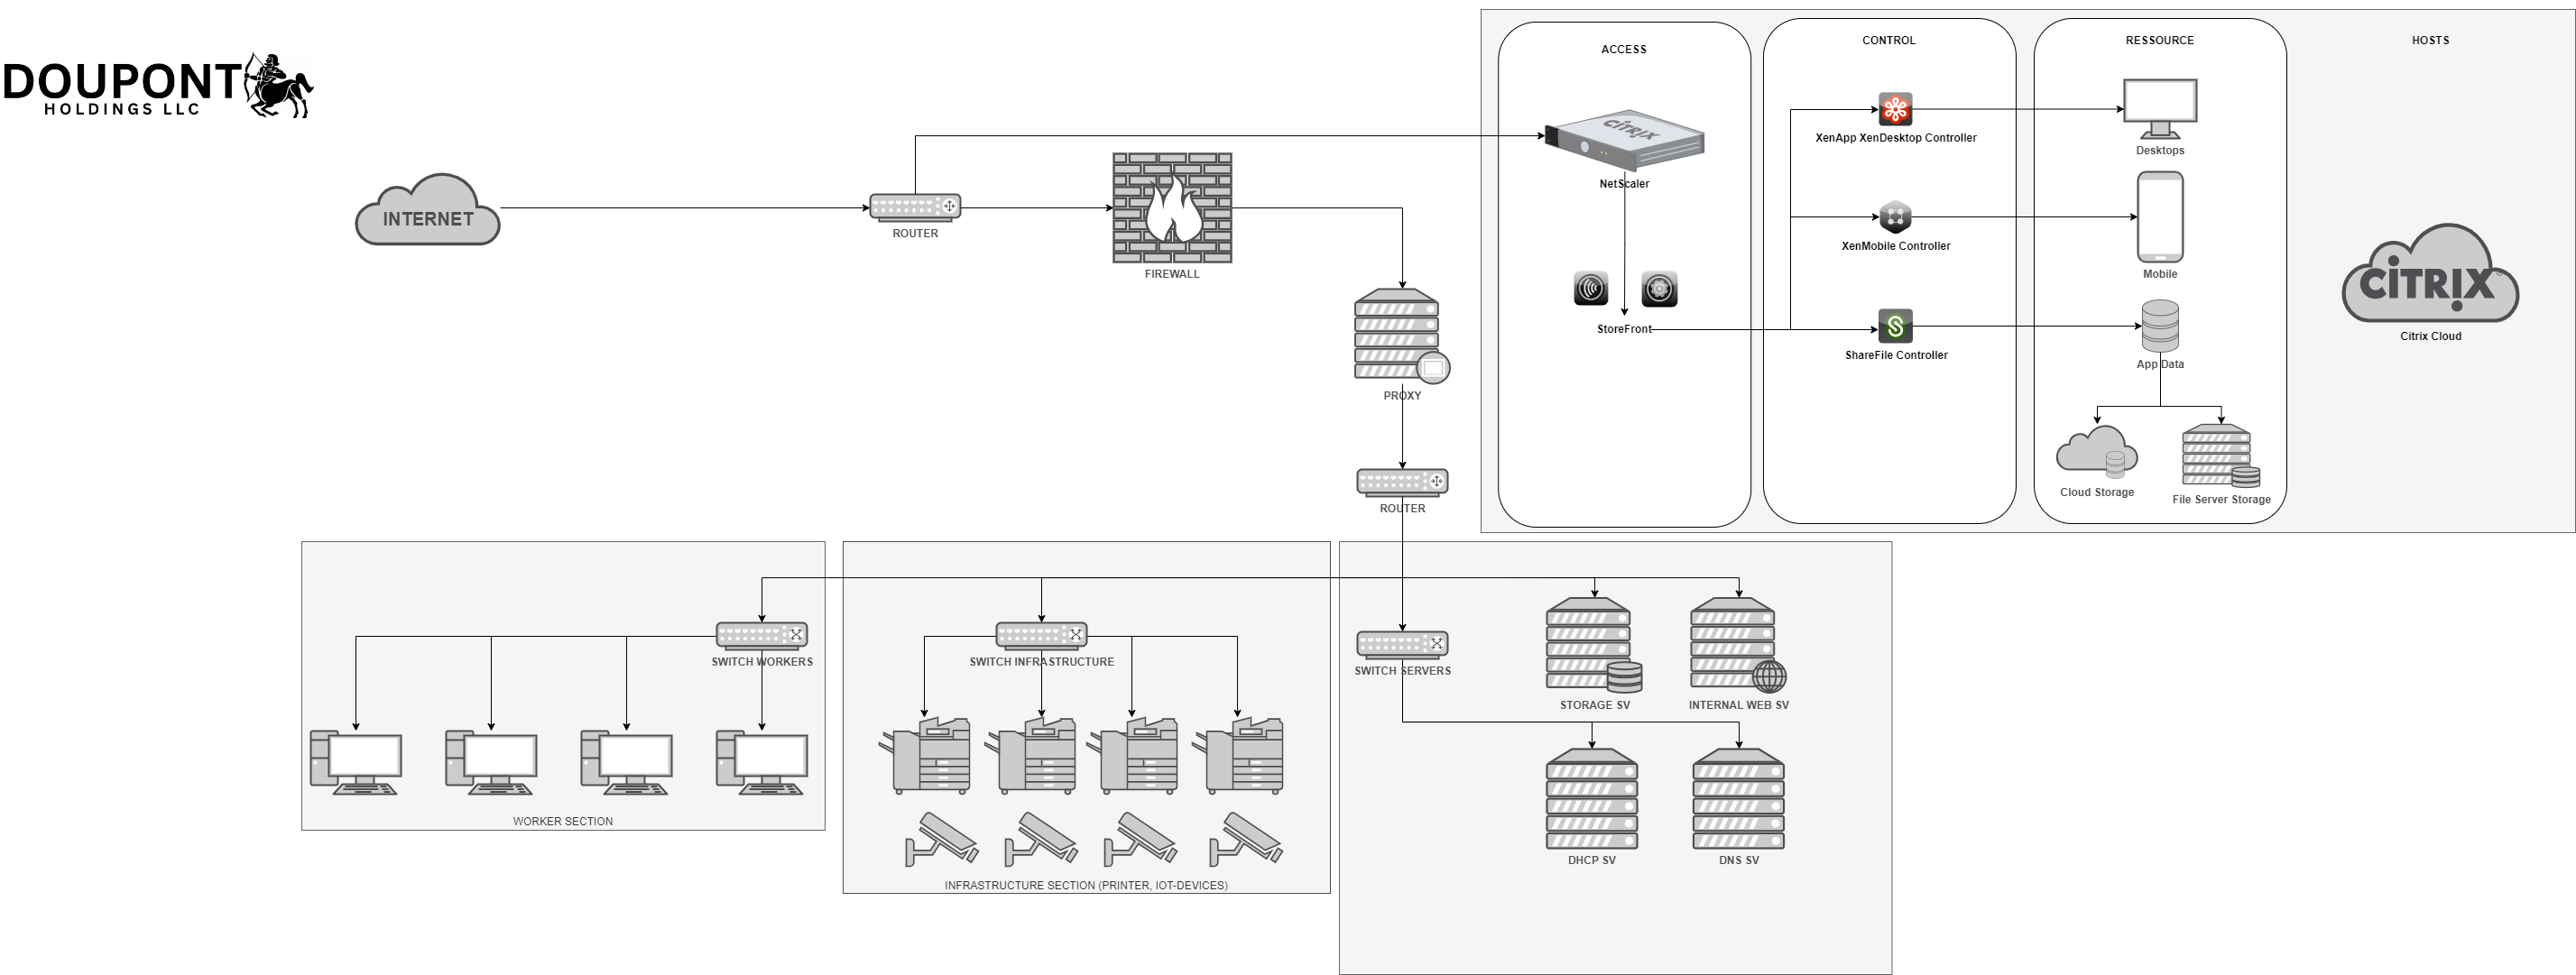 DOUPONT
HOLDINGS LLC
INTERNET
ROUTER
FIREWALL
PROXY
ROUTER
ACCESS
CITRIX
NetScaler
StoreFront
CONTROL
XenApp XenDesktop Controller
XenMobile Controller
S
ShareFile Controller
RESSOURCE
Desktops
Mobile
App Data
Cloud Storage
File Server Storage
HOSTS
CITRIX
Citrix Cloud
SWITCH WORKERS
WORKER SECTION
SWITCH INFRASTRUCTURE
INFRASTRUCTURE SECTION (PRINTER, IOT-DEVICES)
SWITCH SERVERS
STORAGE SV
INTERNAL WEB SV
DHCP SV
DNS SV